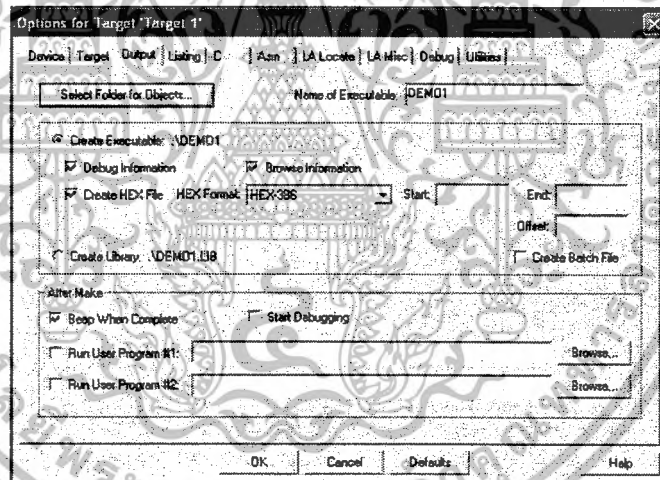 Options for Target 'Target 1'
Device Target Output Listing C Asm LA Locate LA Misc Debug Utilities
Select Folder for Objects... Name of Executable: DEMO1
Create Executable: .\DEMO1
Debug Information Browse Information
Create HEX File HEX Format: HEX-386 Start: End:
Offset:
Create Library: .\DEMO1.LIB Create Batch File
After Make
Beep When Complete Start Debugging
Run User Program #1: Browse...
Run User Program #2: Browse...
OK Cancel Defaults Help